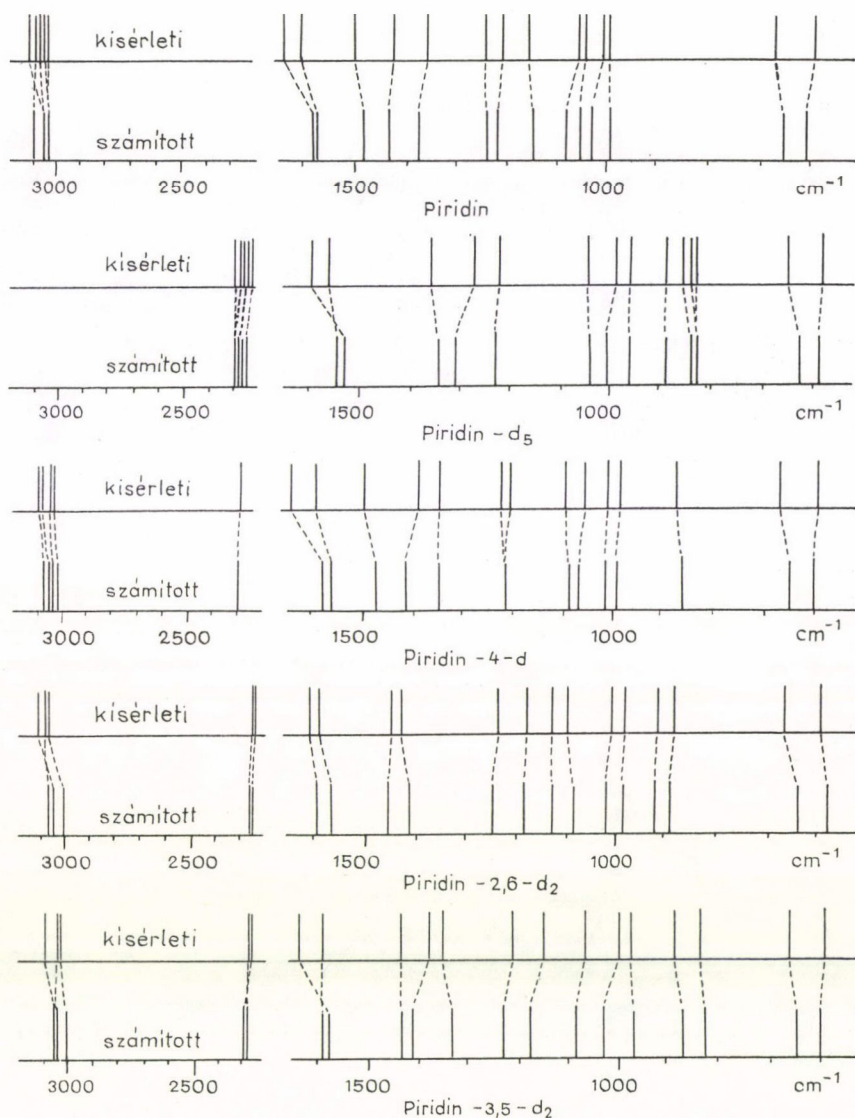 kísérleti
számított
3000 2500 1500 1000 cm⁻¹
Piridin
kísérleti
számított
3000 2500 1500 1000 cm⁻¹
Piridin -d₅
kísérleti
számított
3000 2500 1500 1000 cm⁻¹
Piridin -4-d
kísérleti
számított
3000 2500 1500 1000 cm⁻¹
Piridin -2,6-d₂
kísérleti
számított
3000 2500 1500 1000 cm⁻¹
Piridin -3,5-d₂